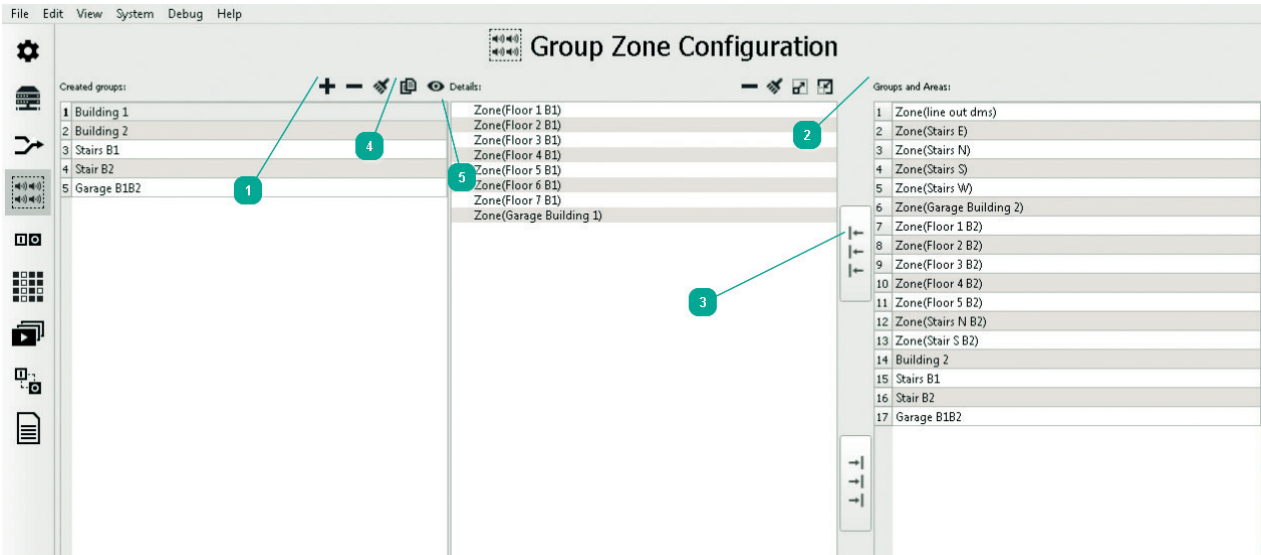 File Edit View System Debug Help
Group Zone Configuration
Created groups:
1 Building 1
2 Building 2
3 Stairs B1
4 Stair B2
5 Garage B1B2
1
4
5
Details:
Zone(Floor 1 B1)
Zone(Floor 2 B1)
Zone(Floor 3 B1)
Zone(Floor 4 B1)
Zone(Floor 5 B1)
Zone(Floor 6 B1)
Zone(Floor 7 B1)
Zone(Garage Building 1)
2
3
Groups and Areas:
1 Zone(line out dms)
2 Zone(Stairs E)
3 Zone(Stairs N)
4 Zone(Stairs S)
5 Zone(Stairs W)
6 Zone(Garage Building 2)
7 Zone(Floor 1 B2)
8 Zone(Floor 2 B2)
9 Zone(Floor 3 B2)
10 Zone(Floor 4 B2)
11 Zone(Floor 5 B2)
12 Zone(Stairs N B2)
13 Zone(Stair S B2)
14 Building 2
15 Stairs B1
16 Stair B2
17 Garage B1B2